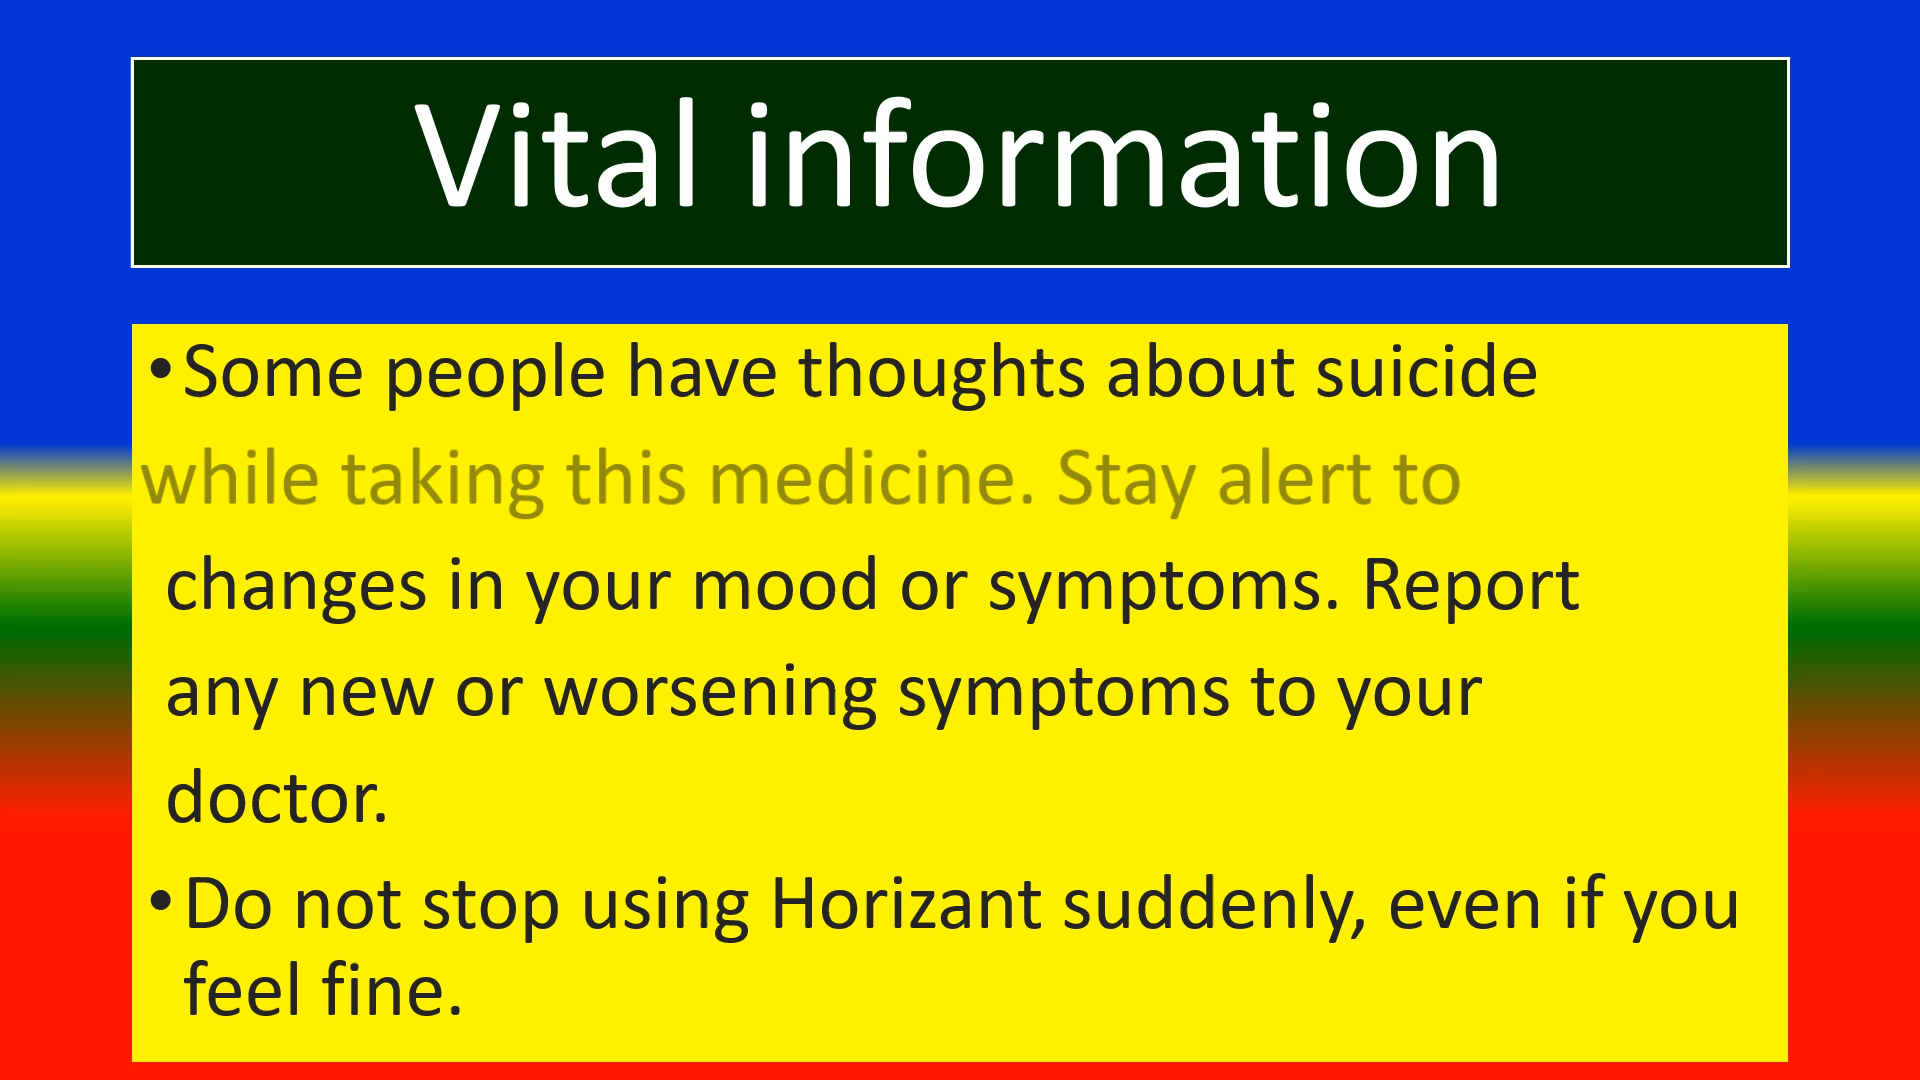 Vital information
•Some people have thoughts about suicide
while taking this medicine. Stay alert to
changes in your mood or symptoms. Report
any new or worsening symptoms to your
doctor.
•Do not stop using Horizant suddenly, even if you
feel fine.